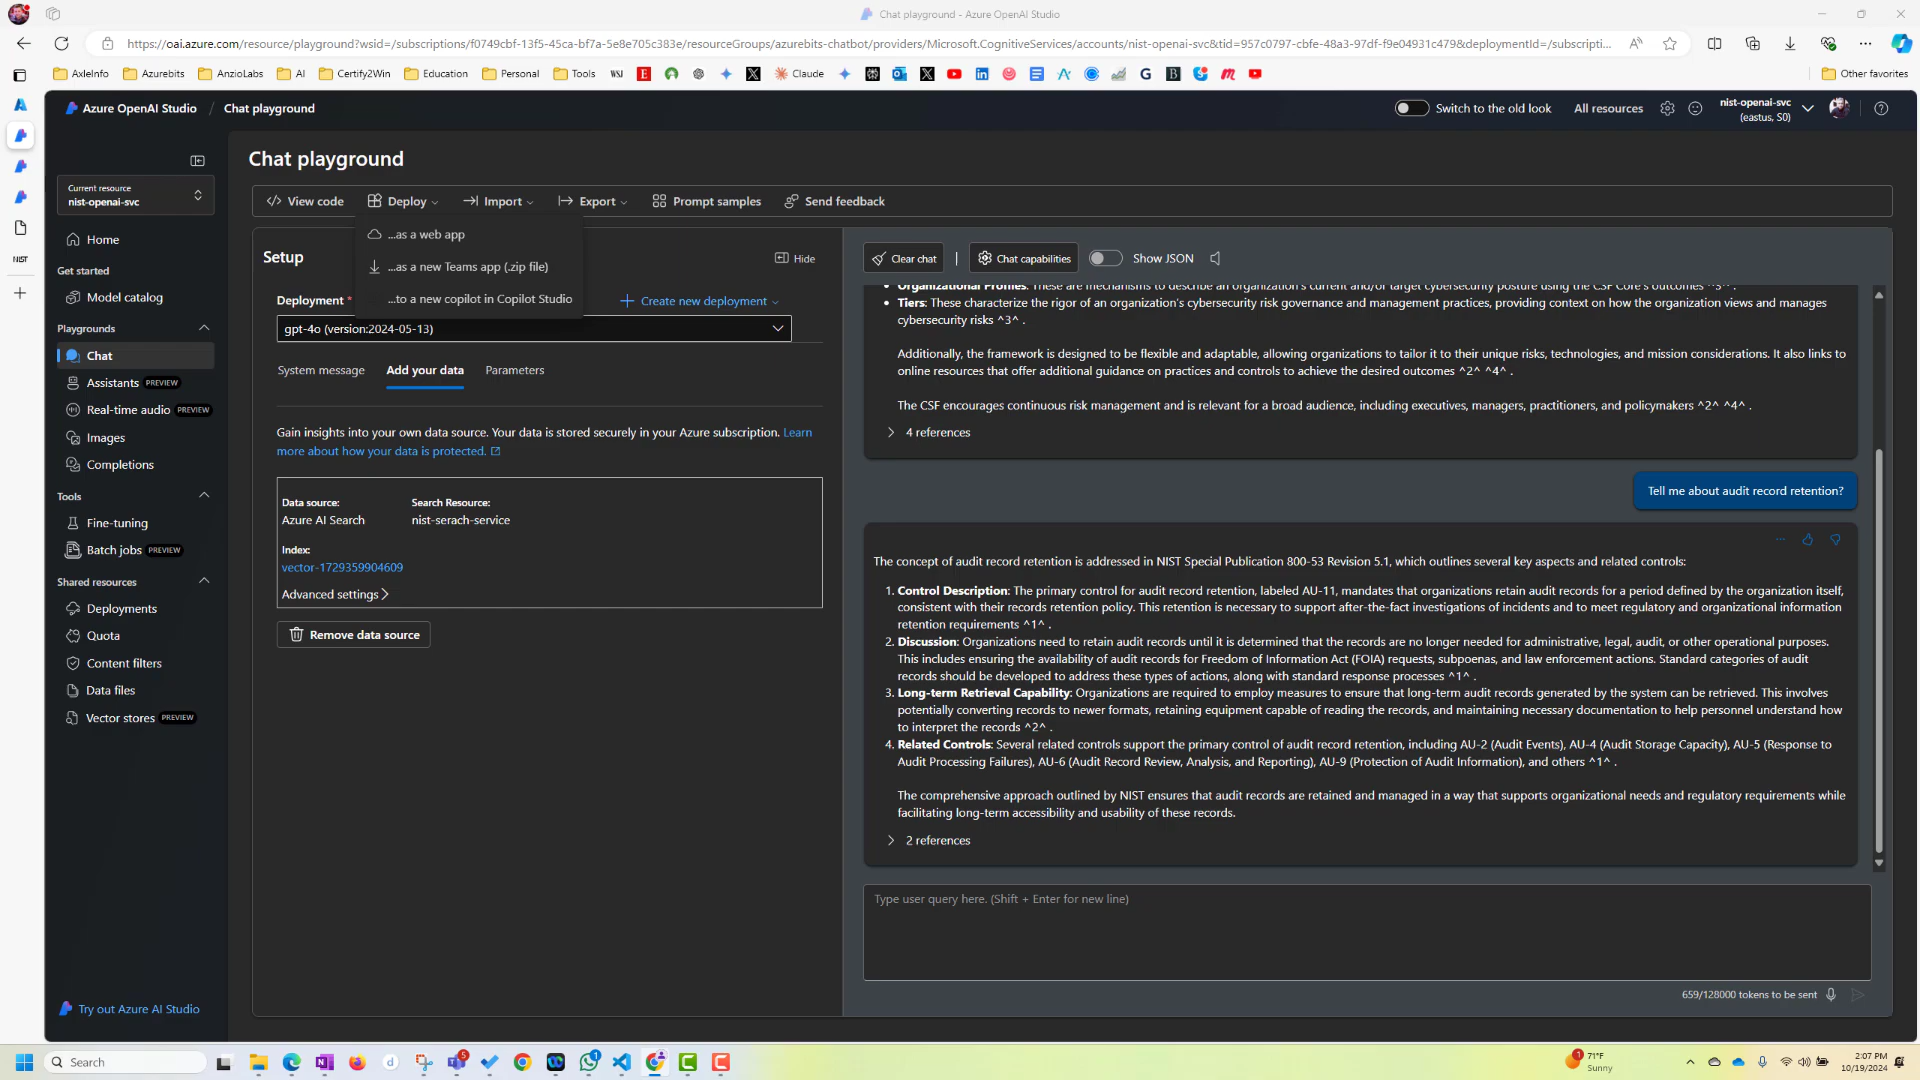 Chat playground - Azure OpenAI Studio
https://oai.azure.com/resource/playground?wsid=/subscriptions/f0749cbf-13f5-45ca-bf7a-5e8e705c383e/resourceGroups/azurebits-chatbot/providers/Microsoft.CognitiveServices/accounts/nist-openai-svc&tid=957c0797-cbfe-48a3-97df-f9e04931c479&deploymentId=/subscripti...
AxleInfo
Azurebits
AnzioLabs
AI
Certify2Win
Education
Personal
Tools
WSJ
Claude
Other favorites
Azure OpenAI Studio / Chat playground
Switch to the old look
All resources
nist-openai-svc
(eastus, S0)
Chat playground
Current resource
nist-openai-svc
View code
Deploy
Import
Export
Prompt samples
Send feedback
...as a web app
...as a new Teams app (.zip file)
...to a new copilot in Copilot Studio
Home
Get started
Model catalog
Playgrounds
Chat
Assistants PREVIEW
Real-time audio PREVIEW
Images
Completions
Tools
Fine-tuning
Batch jobs PREVIEW
Shared resources
Deployments
Quota
Content filters
Data files
Vector stores PREVIEW
Try out Azure AI Studio
NIST
Setup
Hide
Deployment *
Create new deployment
gpt-4o (version:2024-05-13)
System message
Add your data
Parameters
Gain insights into your own data source. Your data is stored securely in your Azure subscription. Learn
more about how your data is protected.
Data source:
Azure AI Search
Search Resource:
nist-serach-service
Index:
vector-1729359904609
Advanced settings
Remove data source
Clear chat
|
Chat capabilities
Show JSON
• Organizational Profiles: These are mechanisms to describe an organization's current and/or target cybersecurity posture using the CSF Core's outcomes ^3^ .
• Tiers: These characterize the rigor of an organization's cybersecurity risk governance and management practices, providing context on how the organization views and manages
cybersecurity risks ^3^ .
Additionally, the framework is designed to be flexible and adaptable, allowing organizations to tailor it to their unique risks, technologies, and mission considerations. It also links to
online resources that offer additional guidance on practices and controls to achieve the desired outcomes ^2^ ^4^ .
The CSF encourages continuous risk management and is relevant for a broad audience, including executives, managers, practitioners, and policymakers ^2^ ^4^ .
4 references
Tell me about audit record retention?
The concept of audit record retention is addressed in NIST Special Publication 800-53 Revision 5.1, which outlines several key aspects and related controls:
1. Control Description: The primary control for audit record retention, labeled AU-11, mandates that organizations retain audit records for a period defined by the organization itself,
consistent with their records retention policy. This retention is necessary to support after-the-fact investigations of incidents and to meet regulatory and organizational information
retention requirements ^1^ .
2. Discussion: Organizations need to retain audit records until it is determined that the records are no longer needed for administrative, legal, audit, or other operational purposes.
This includes ensuring the availability of audit records for Freedom of Information Act (FOIA) requests, subpoenas, and law enforcement actions. Standard categories of audit
records should be developed to address these types of actions, along with standard response processes ^1^ .
3. Long-term Retrieval Capability: Organizations are required to employ measures to ensure that long-term audit records generated by the system can be retrieved. This involves
potentially converting records to newer formats, retaining equipment capable of reading the records, and maintaining necessary documentation to help personnel understand how
to interpret the records ^2^ .
4. Related Controls: Several related controls support the primary control of audit record retention, including AU-2 (Audit Events), AU-4 (Audit Storage Capacity), AU-5 (Response to
Audit Processing Failures), AU-6 (Audit Record Review, Analysis, and Reporting), AU-9 (Protection of Audit Information), and others ^1^ .
The comprehensive approach outlined by NIST ensures that audit records are retained and managed in a way that supports organizational needs and regulatory requirements while
facilitating long-term accessibility and usability of these records.
2 references
Type user query here. (Shift + Enter for new line)
659/128000 tokens to be sent
Search
5
1
1
71°F
Sunny
2:07 PM
10/19/2024